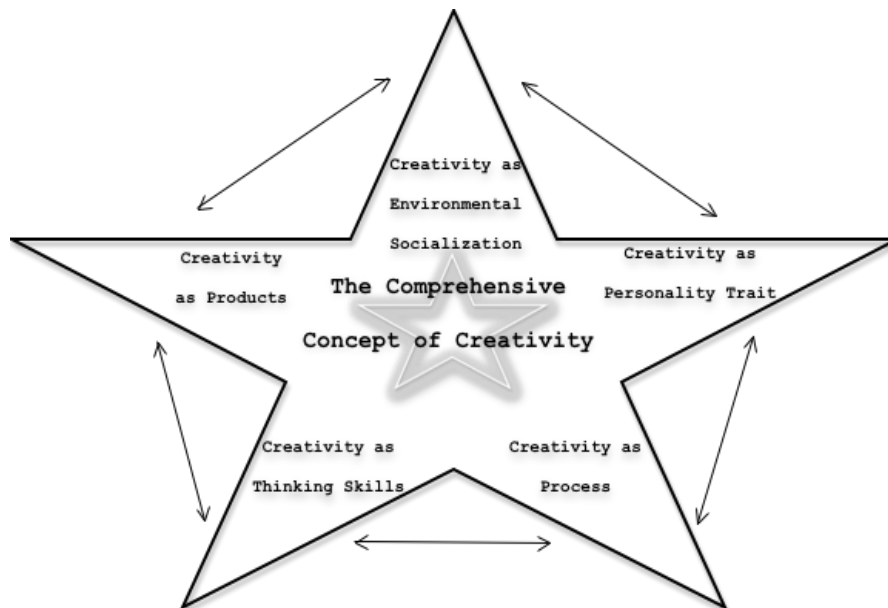 Creativity as
Environmental
Socialization
Creativity
as Products
Creativity as
Personality Trait
The Comprehensive
Concept of Creativity
Creativity as
Thinking Skills
Creativity as
Process